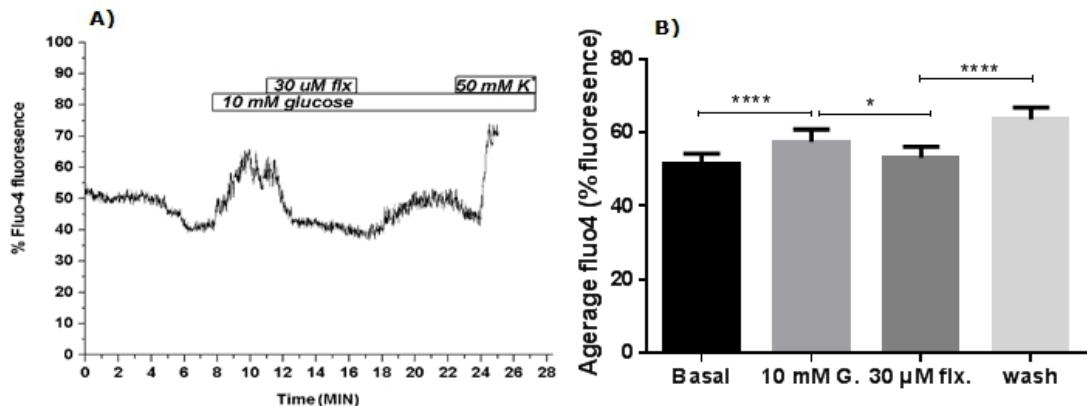 A)
% Fluo-4 fluoresence
100
90
80
70
60
50
40
30
20
10
0
30 uM flx
50 mM K+
10 mM glucose
0 2 4 6 8 10 12 14 16 18 20 22 24 26 28
Time (MIN)
B)
Agerage fluo4 (% fluoresence)
80
60
40
20
0
****
*
****
Basal 10 mM G. 30 µM flx. wash